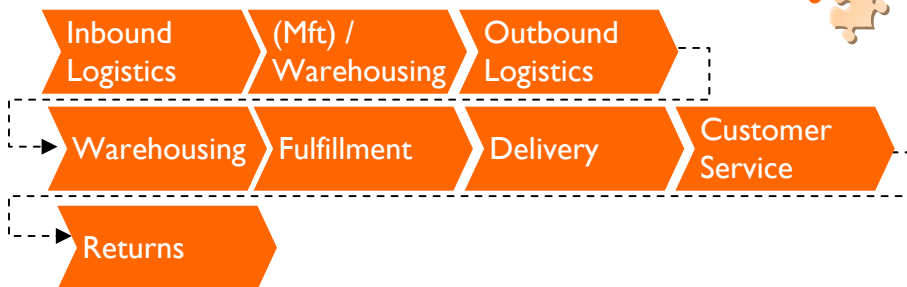 Inbound
Logistics
(Mft) /
Warehousing
Outbound
Logistics
Warehousing
Fulfillment
Delivery
Customer
Service
Returns